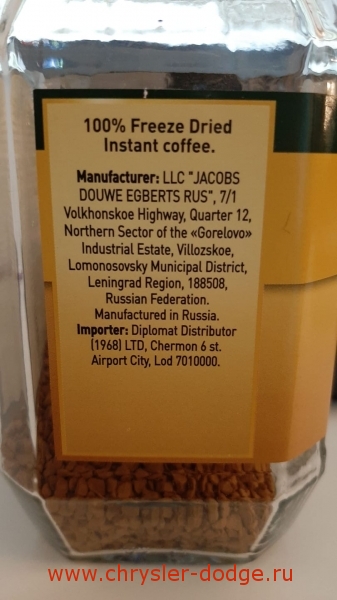 100% Freeze Dried
Instant coffee.
Manufacturer: LLC "JACOBS
DOUWE EGBERTS RUS", 7/1
Volkhonskoe Highway, Quarter 12,
Northern Sector of the «Gorelovo»
Industrial Estate, Villozskoe,
Lomonosovsky Municipal District,
Leningrad Region, 188508,
Russian Federation.
Manufactured in Russia.
Importer: Diplomat Distributor
(1968) LTD, Chermon 6 st.
Airport City, Lod 7010000.
www.chrysler-dodge.ru